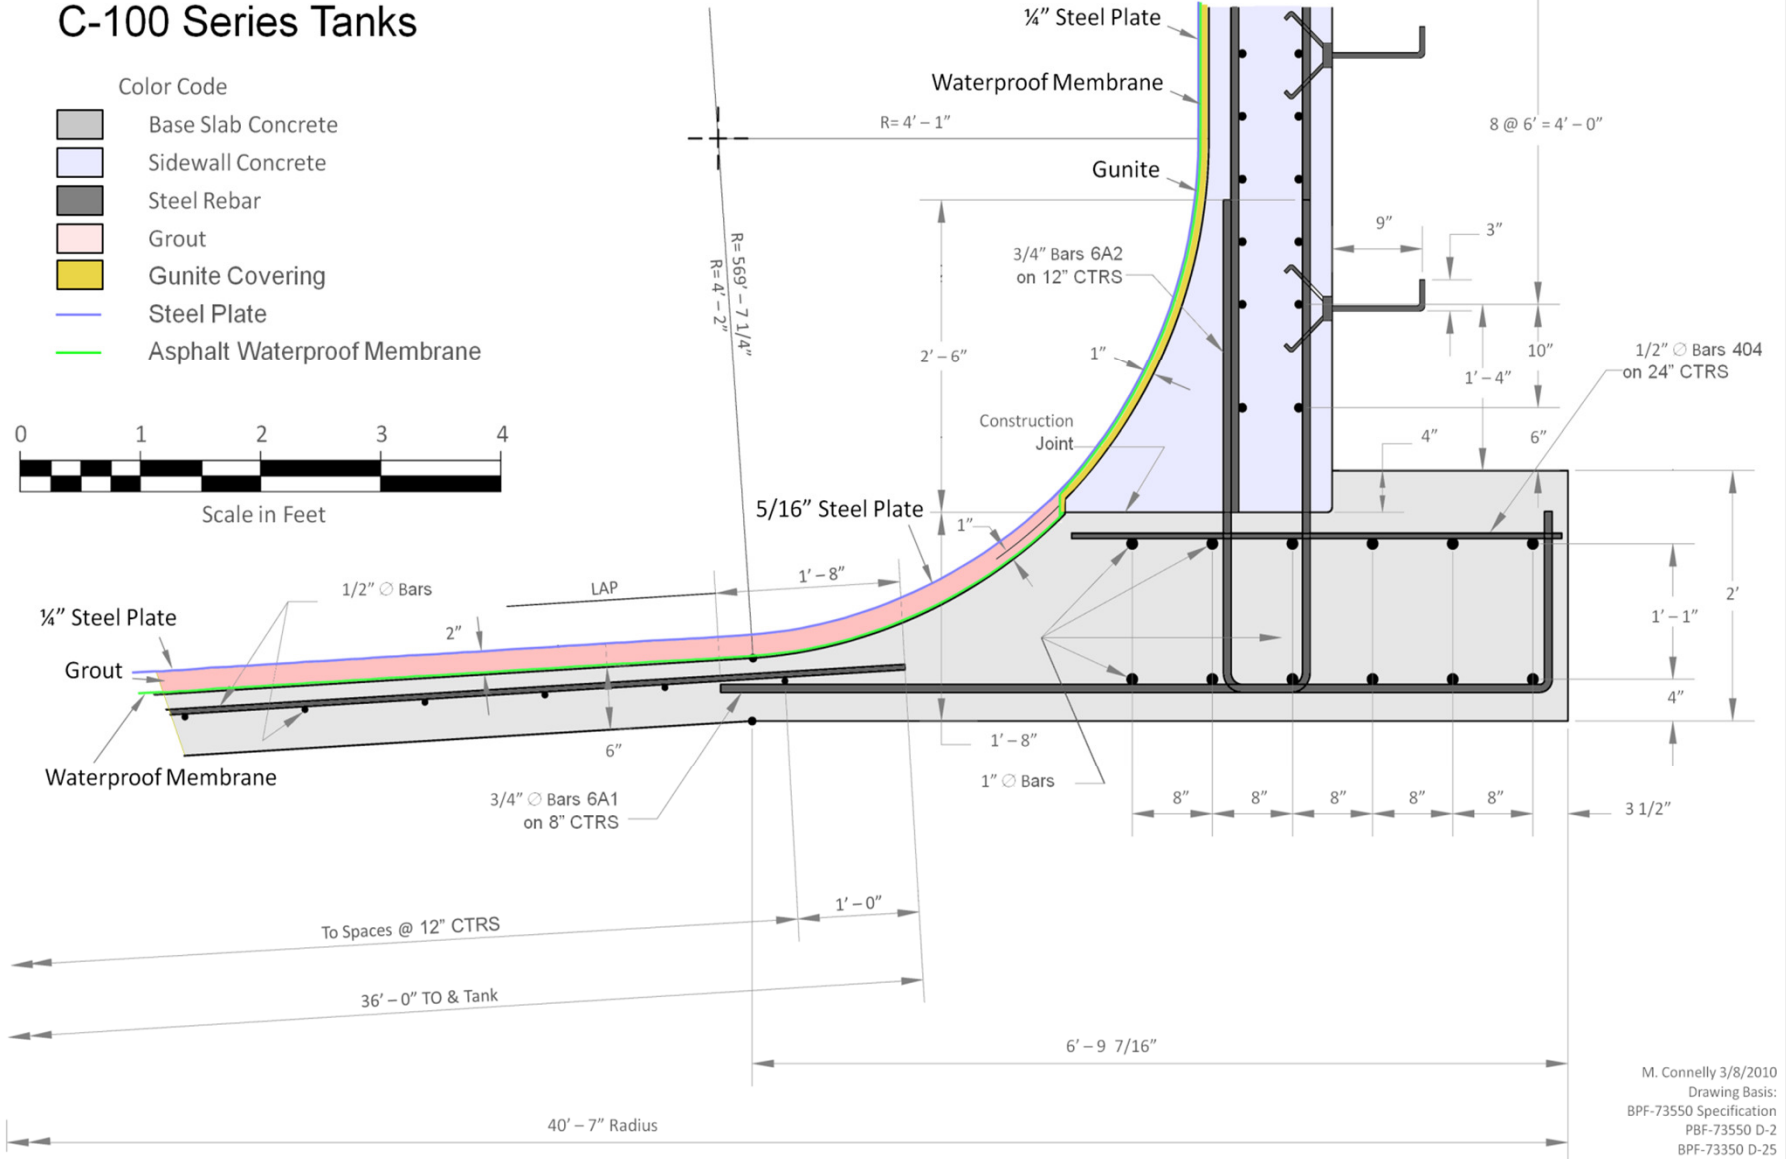 C-100 Series Tanks
Color Code
Base Slab Concrete
Sidewall Concrete
Steel Rebar
Grout
Gunite Covering
Steel Plate
Asphalt Waterproof Membrane
0 1 2 3 4
Scale in Feet
¼” Steel Plate
Waterproof Membrane
R= 4’ – 1”
Gunite
8 @ 6’ = 4’ – 0”
R= 569’ – 7 1/4”
R= 4’ – 2”
3/4” Bars 6A2
on 12” CTRS
9”
3”
2’ – 6”
1”
10”
1’ – 4”
1/2” ∅ Bars 404
on 24” CTRS
Construction
Joint
4”
6”
5/16” Steel Plate
1”
1’ – 8”
LAP
1/2” ∅ Bars
¼” Steel Plate
2”
Grout
2’
1’ – 1”
4”
6”
1’ – 8”
Waterproof Membrane
1” ∅ Bars
3/4” ∅ Bars 6A1
on 8” CTRS
8” 8” 8” 8” 8”
3 1/2”
To Spaces @ 12” CTRS
1’ – 0”
36’ – 0” TO & Tank
6’ – 9 7/16”
40’ – 7” Radius
M. Connelly 3/8/2010
Drawing Basis:
BPF-73550 Specification
PBF-73550 D-2
BPF-73350 D-25